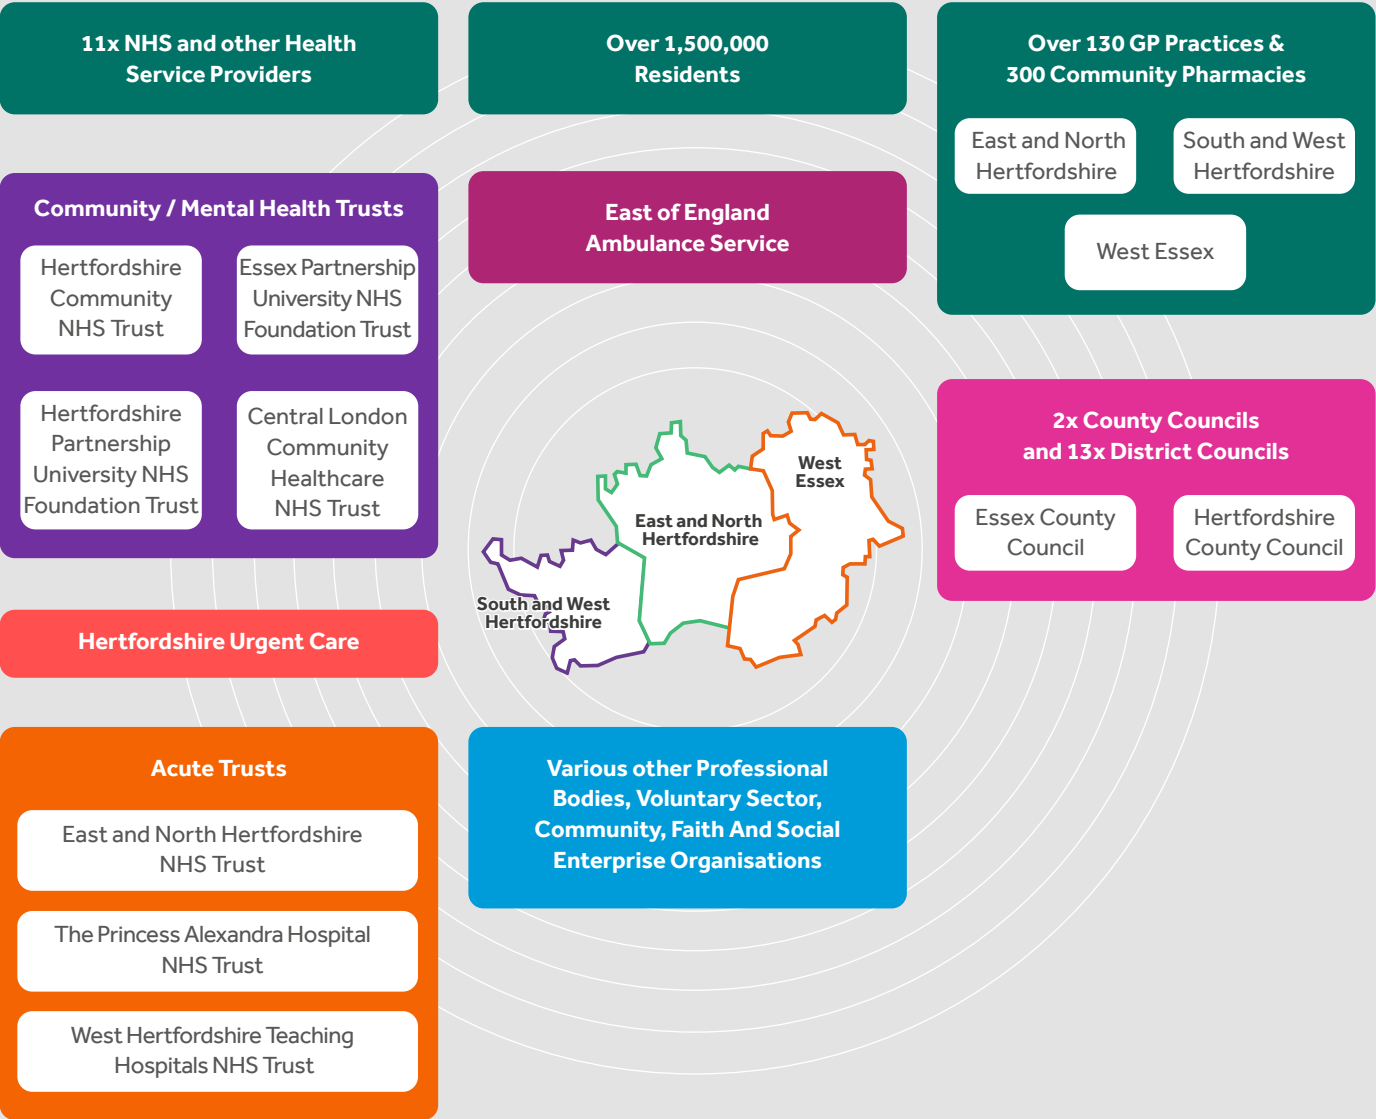 11x NHS and other Health
Service Providers
Over 1,500,000
Residents
Over 130 GP Practices &
300 Community Pharmacies
East and North
Hertfordshire
South and West
Hertfordshire
West Essex
Community / Mental Health Trusts
Hertfordshire
Community
NHS Trust
Essex Partnership
University NHS
Foundation Trust
Hertfordshire
Partnership
University NHS
Foundation Trust
Central London
Community
Healthcare
NHS Trust
East of England
Ambulance Service
2x County Councils
and 13x District Councils
Essex County
Council
Hertfordshire
County Council
West
Essex
East and North
Hertfordshire
South and West
Hertfordshire
Hertfordshire Urgent Care
Acute Trusts
East and North Hertfordshire
NHS Trust
The Princess Alexandra Hospital
NHS Trust
West Hertfordshire Teaching
Hospitals NHS Trust
Various other Professional
Bodies, Voluntary Sector,
Community, Faith And Social
Enterprise Organisations